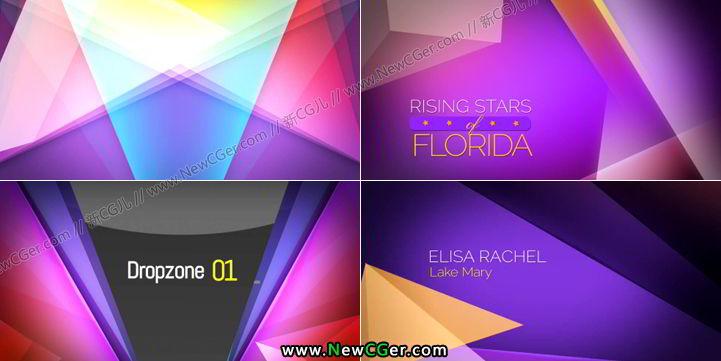 www.NewCGer.com // 新CG儿 // www.NewCGer.com // 新CG儿 //
RISING STARS
of
FLORIDA
Dropzone 01
ELISA RACHEL
Lake Mary
www.NewCGer.com